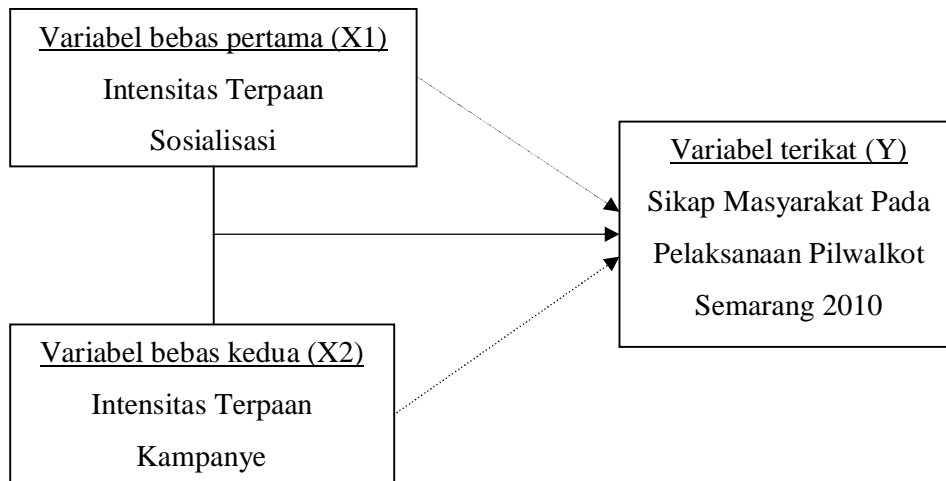 Variabel bebas pertama (X1)
Intensitas Terpaan
Sosialisasi
Variabel terikat (Y)
Sikap Masyarakat Pada
Pelaksanaan Pilwalkot
Semarang 2010
Variabel bebas kedua (X2)
Intensitas Terpaan
Kampanye